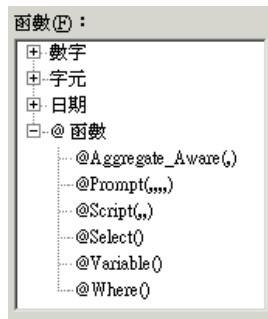 函數(F)：
數字
字元
日期
@ 函數
@Aggregate_Aware(,)
@Prompt(,,,,)
@Script(,,)
@Select()
@Variable()
@Where()